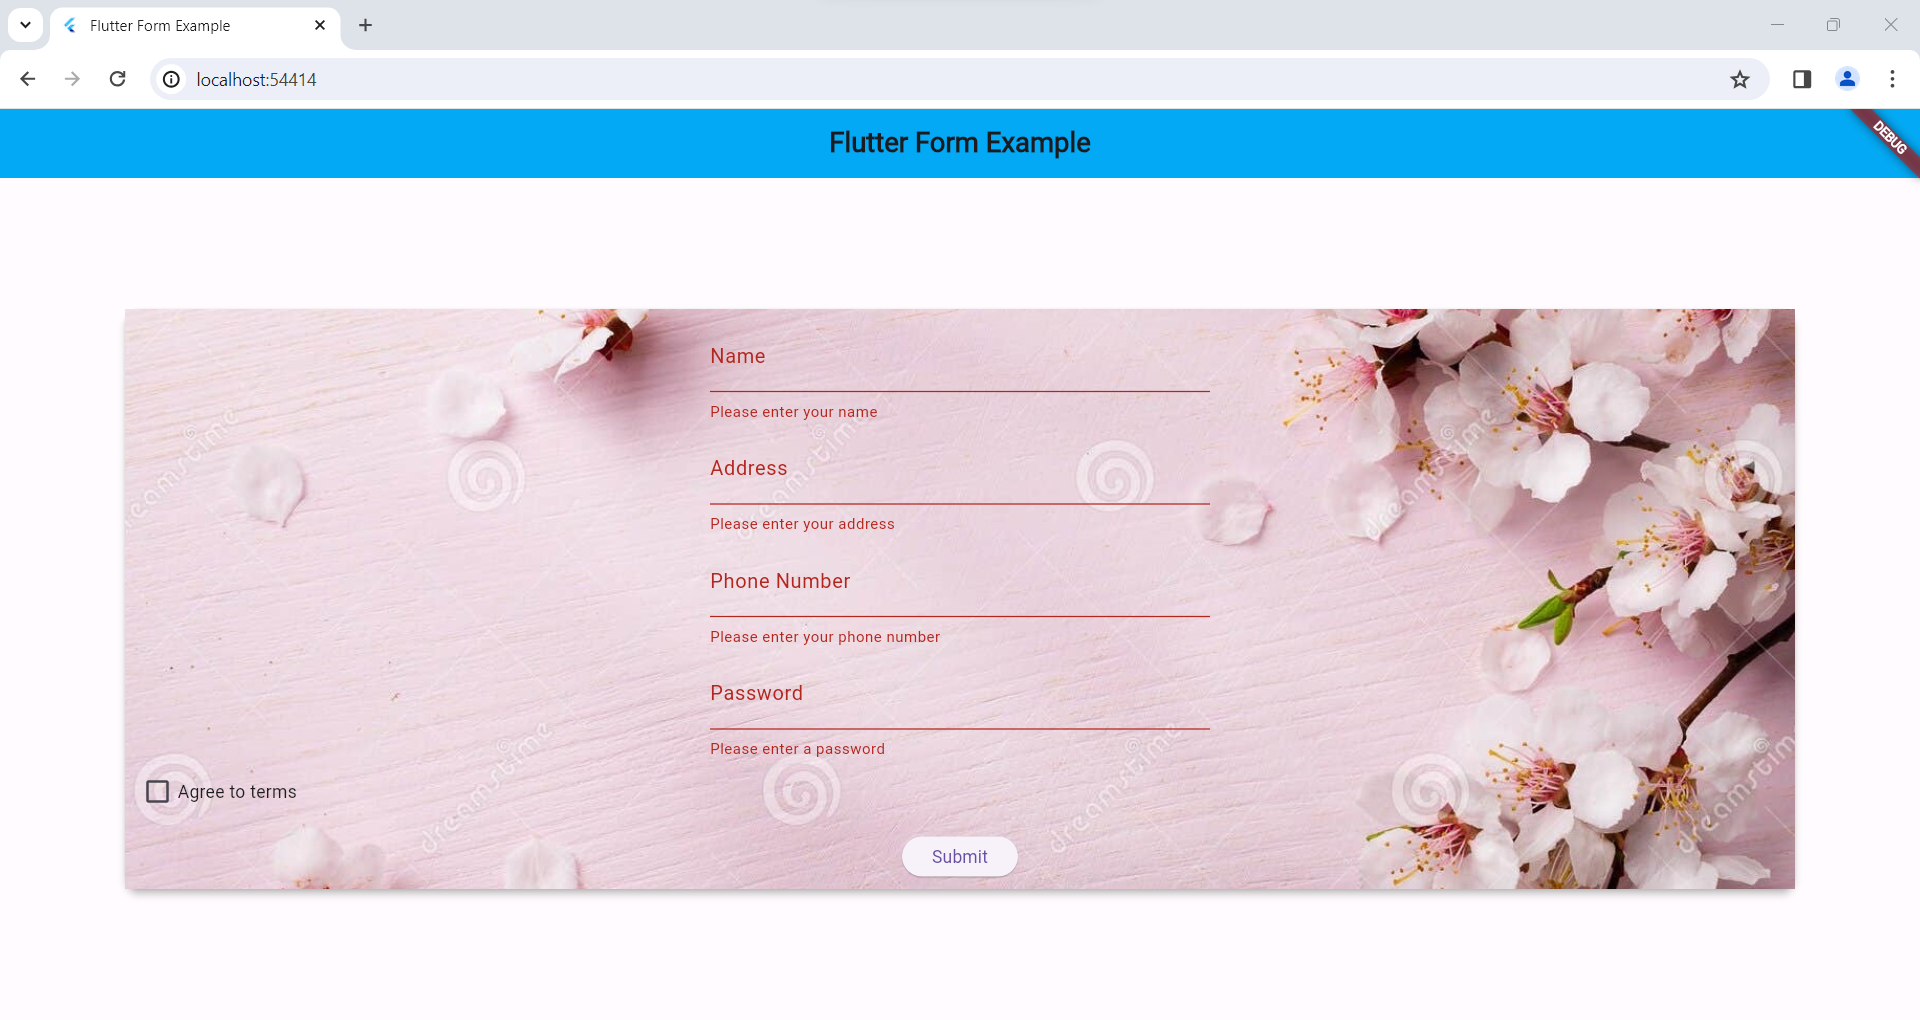 Flutter Form Example
localhost:54414
Flutter Form Example
DEBUG
Name
Please enter your name
Address
Please enter your address
Phone Number
Please enter your phone number
Password
Please enter a password
Agree to terms
Submit
dreamstime
dreamstime
dreamstime
dreamstime
dreamstime